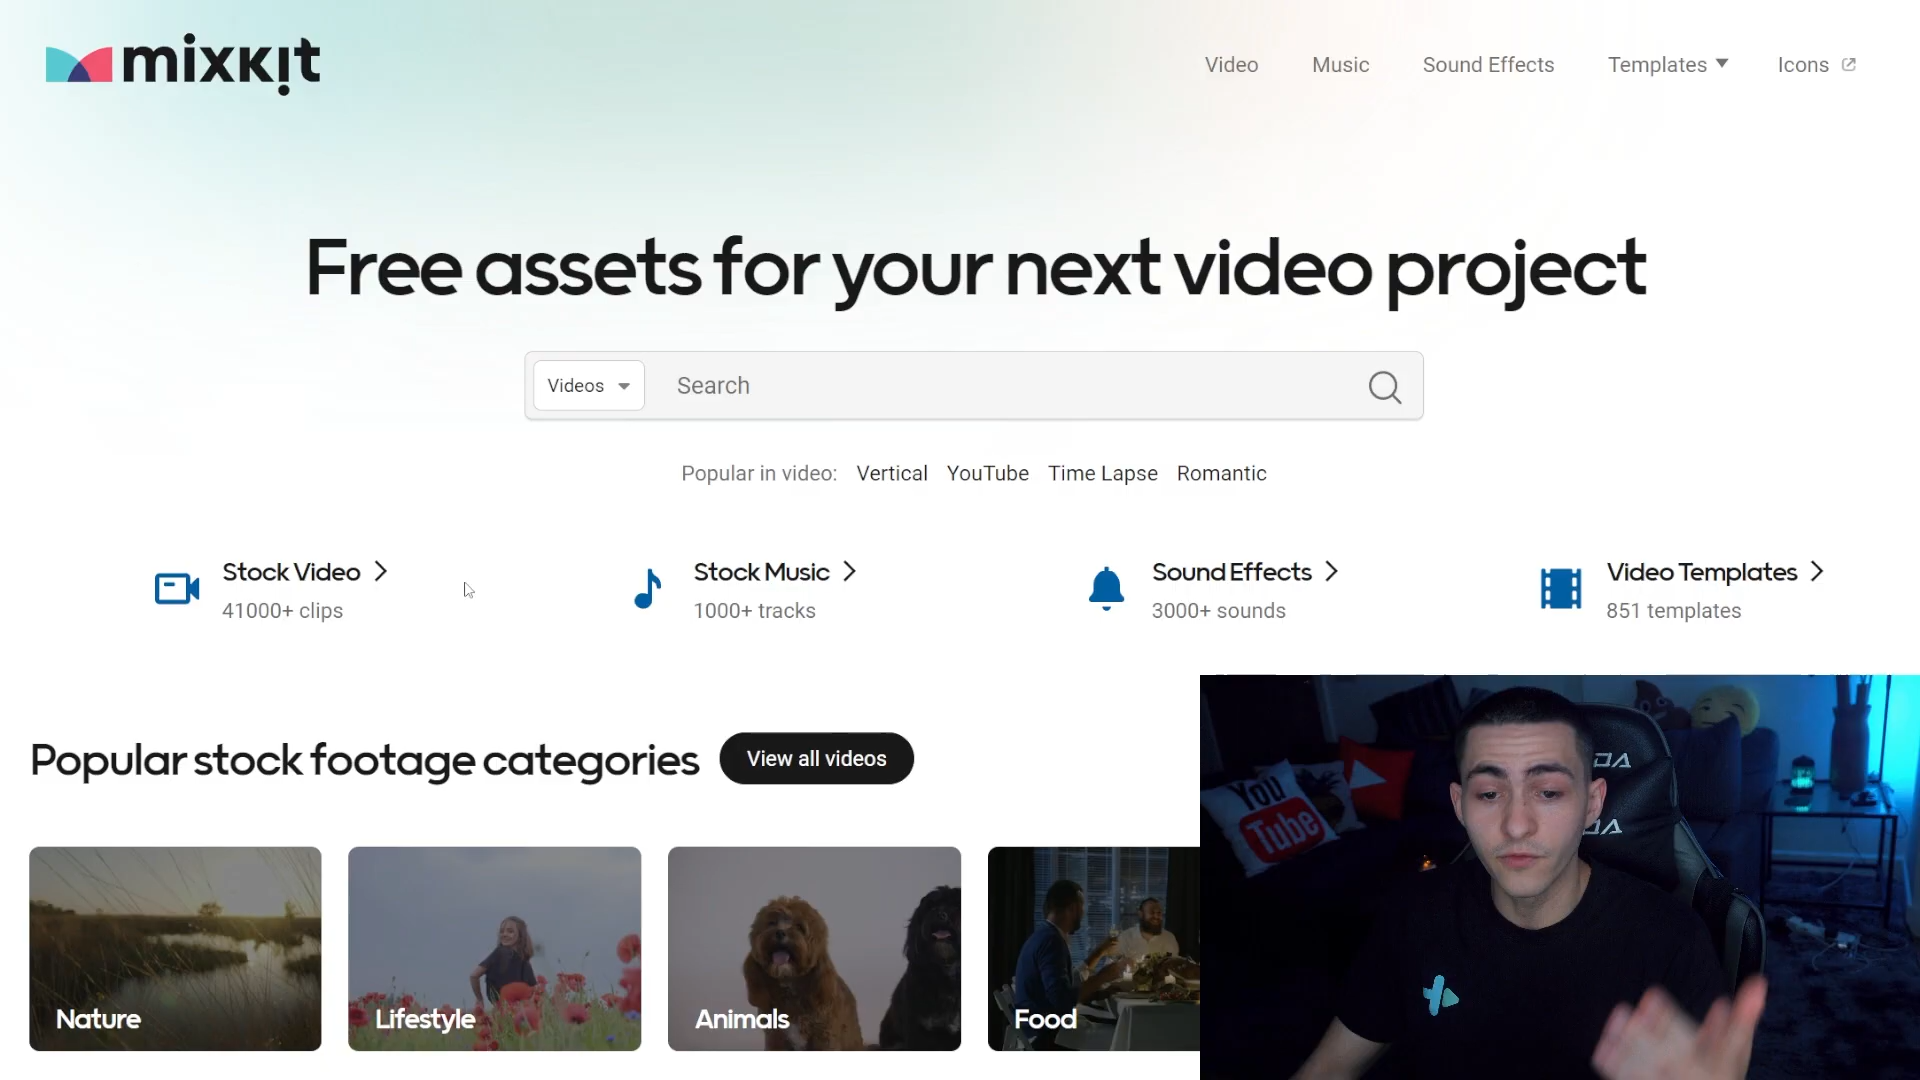 mixkit
Video Music Sound Effects Templates Icons
Free assets for your next video project
Videos Search
Popular in video: Vertical YouTube Time Lapse Romantic
Stock Video
41000+ clips
Stock Music
1000+ tracks
Sound Effects
3000+ sounds
Video Templates
851 templates
Popular stock footage categories View all videos
Nature
Lifestyle
Animals
Food
You
Tube